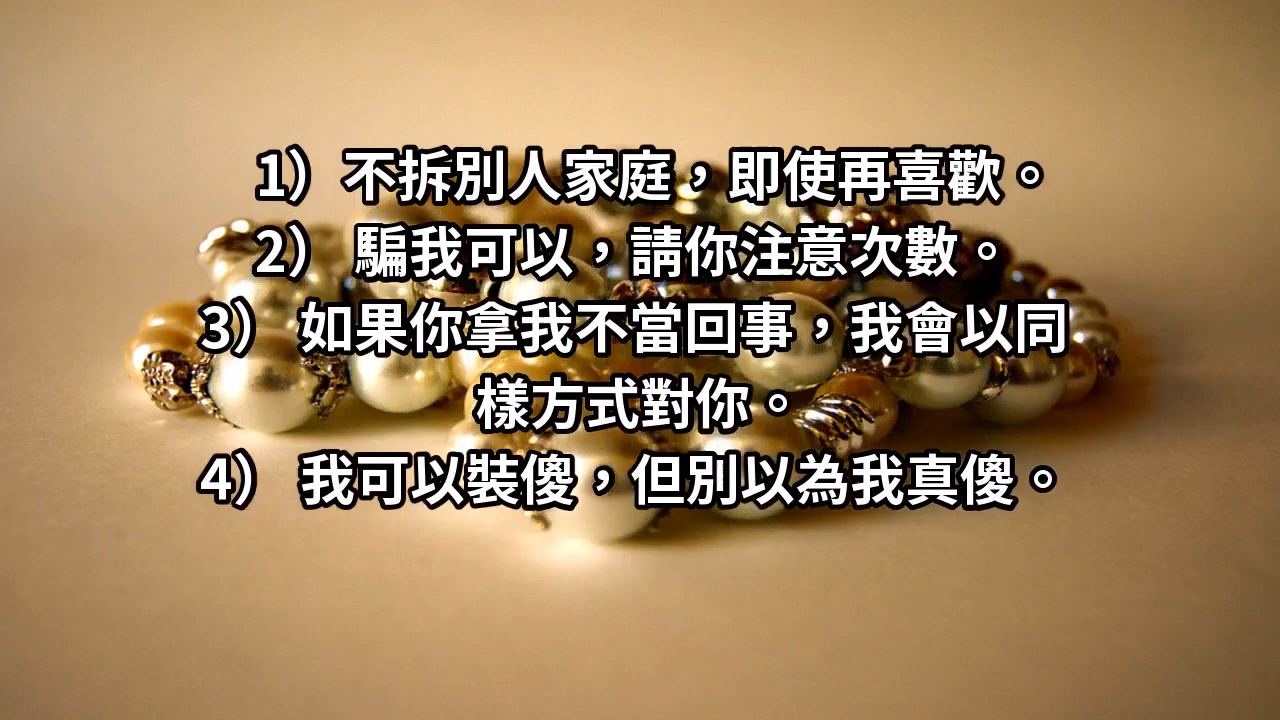 1）不拆別人家庭，即使再喜歡。
2） 騙我可以，請你注意次數。
3） 如果你拿我不當回事，我會以同
樣方式對你。
4） 我可以裝傻，但別以為我真傻。